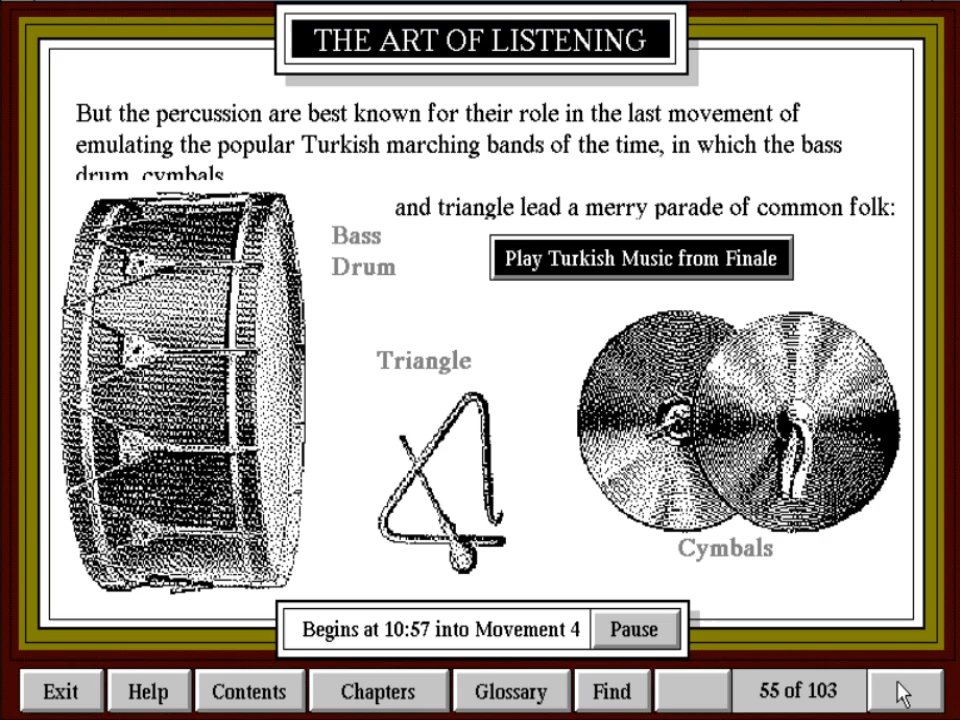 THE ART OF LISTENING
But the percussion are best known for their role in the last movement of
emulating the popular Turkish marching bands of the time, in which the bass
drum, cymbals
and triangle lead a merry parade of common folk:
Bass
Drum
Play Turkish Music from Finale
Triangle
Cymbals
Begins at 10:57 into Movement 4 Pause
Exit Help Contents Chapters Glossary Find 55 of 103